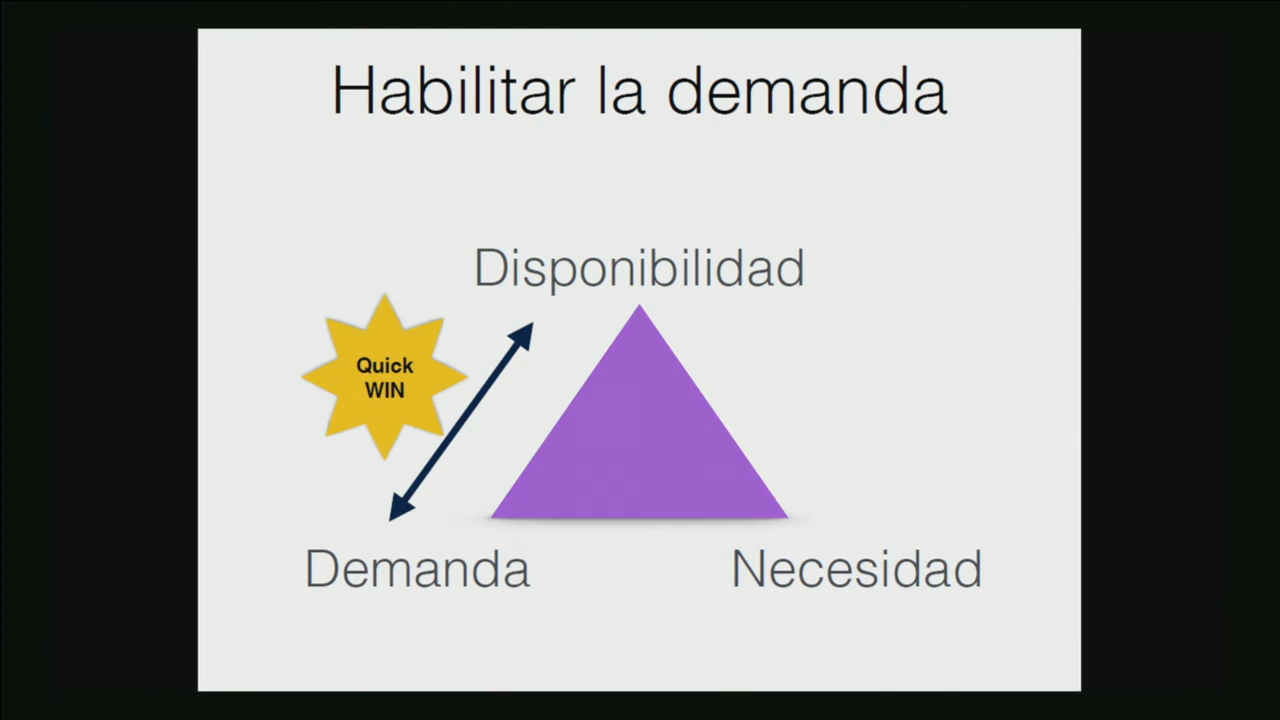 Habilitar la demanda
Disponibilidad
Quick
WIN
Demanda
Necesidad